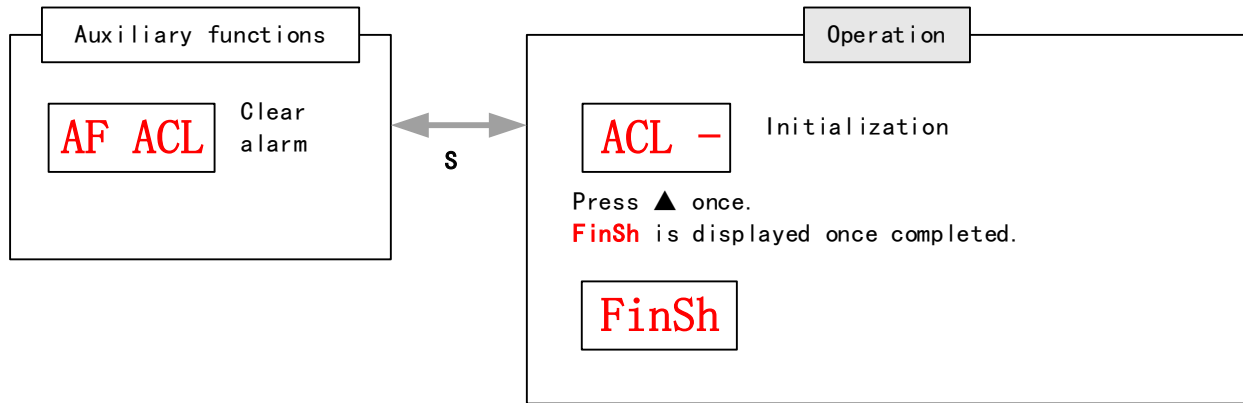 Auxiliary functions
AF ACL
Clear
alarm
S
Operation
ACL -
Initialization
Press ▲ once.
FinSh is displayed once completed.
FinSh